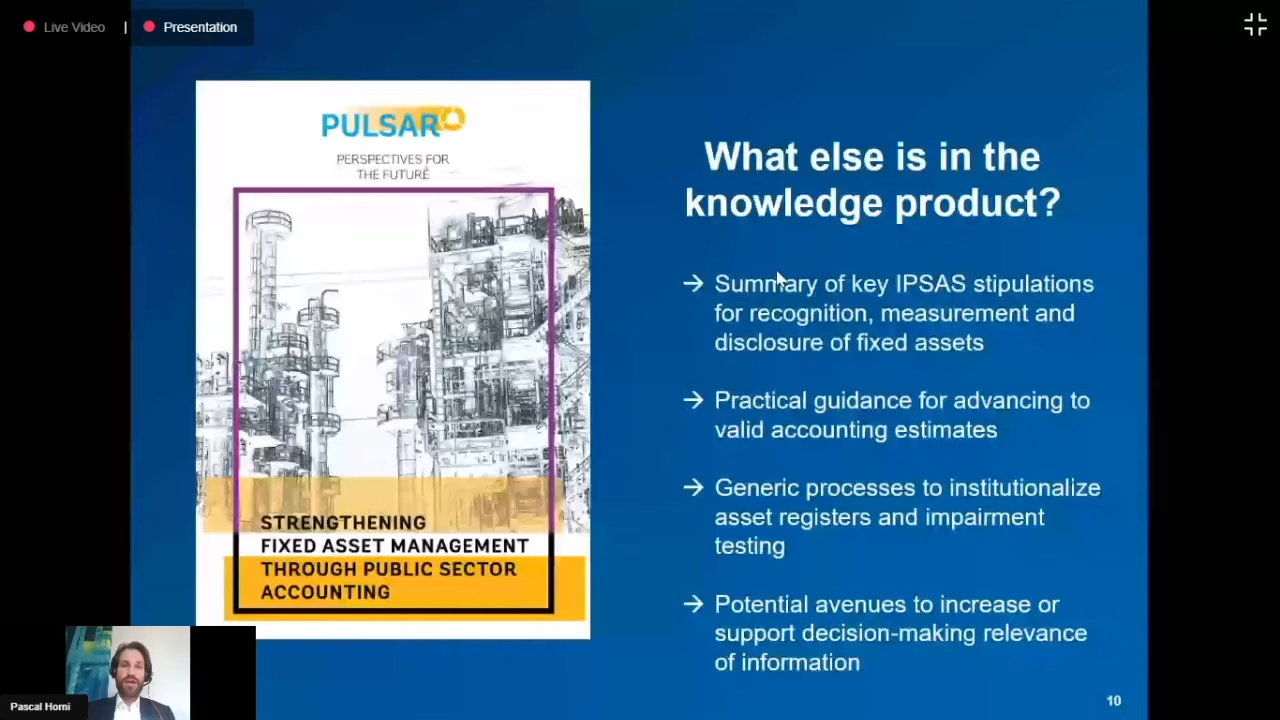 Live Video | Presentation
PULSAR
PERSPECTIVES FOR
THE FUTURE
STRENGTHENING
FIXED ASSET MANAGEMENT
THROUGH PUBLIC SECTOR
ACCOUNTING
What else is in the
knowledge product?
→ Summary of key IPSAS stipulations
for recognition, measurement and
disclosure of fixed assets
→ Practical guidance for advancing to
valid accounting estimates
→ Generic processes to institutionalize
asset registers and impairment
testing
→ Potential avenues to increase or
support decision-making relevance
of information
Pascal Horni
10